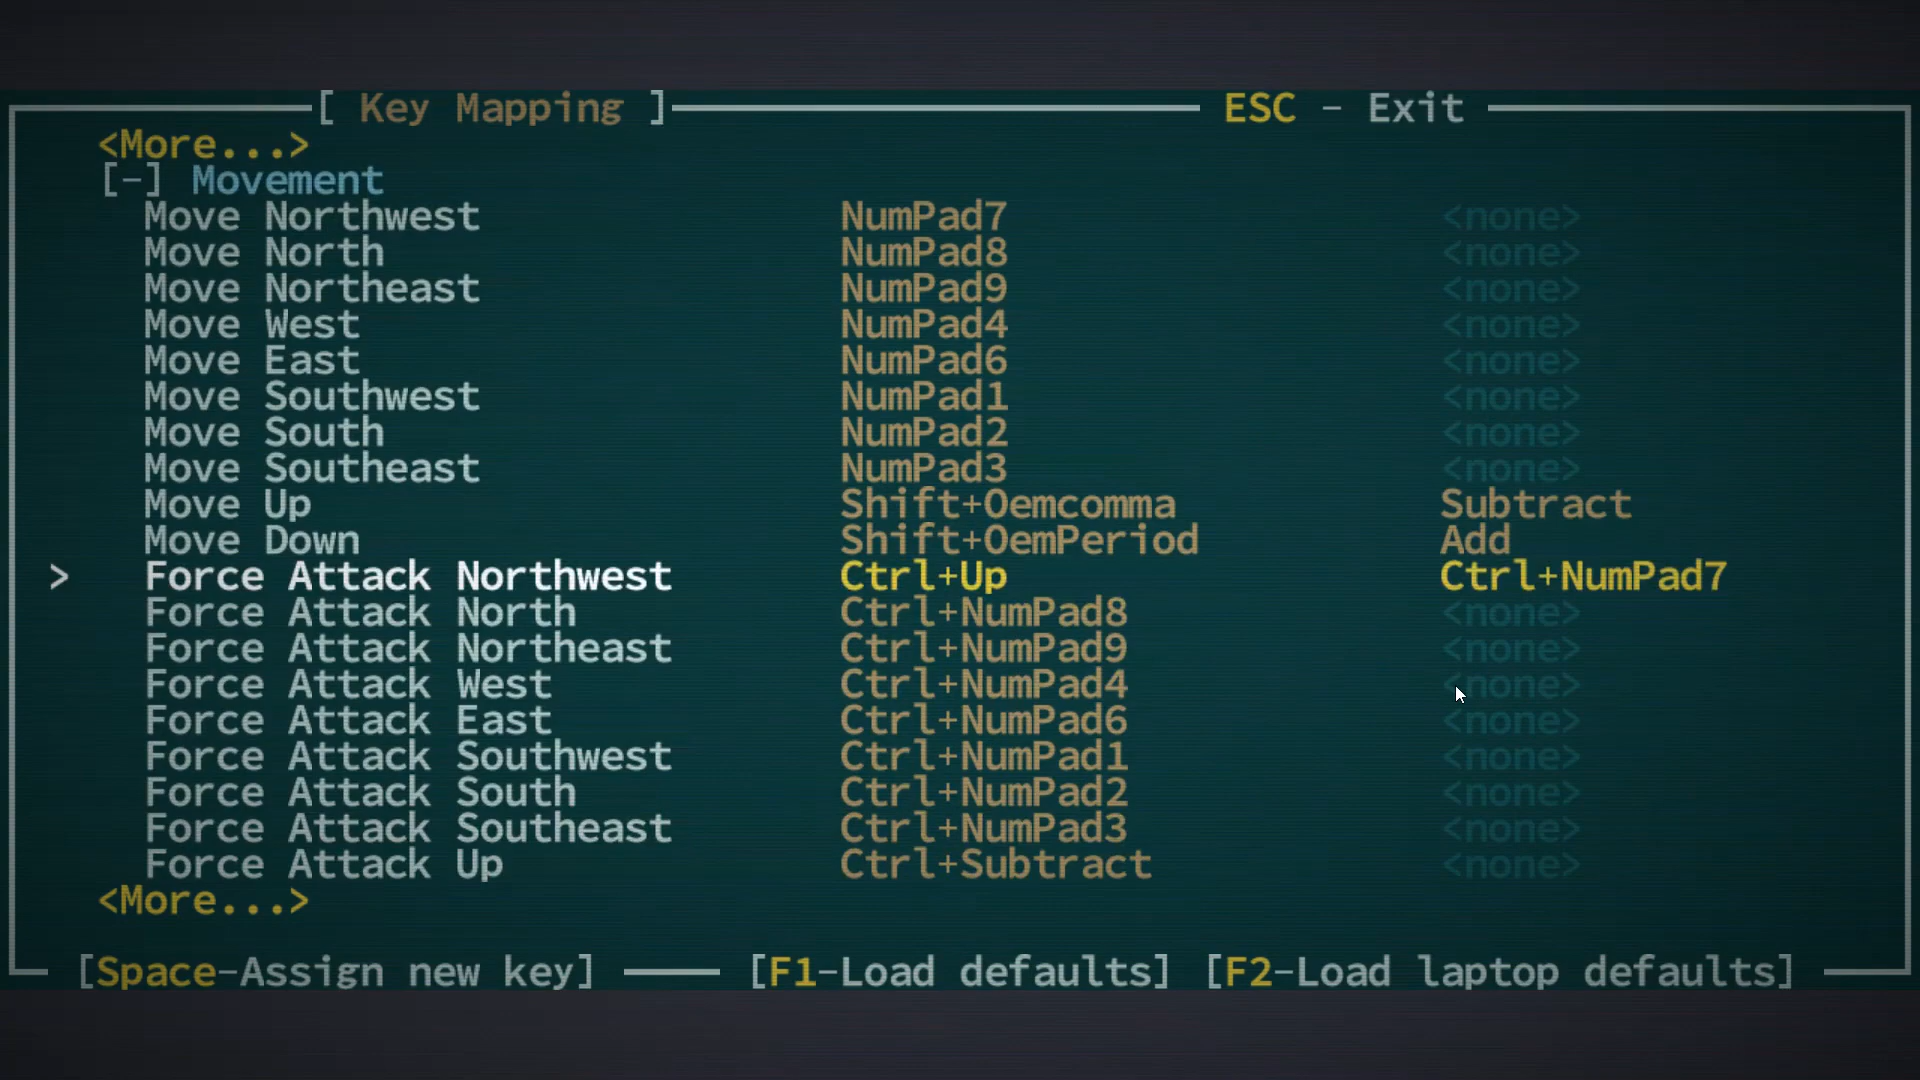 [ Key Mapping ] ESC - Exit
<More...>
[-] Movement
Move Northwest NumPad7 <none>
Move North NumPad8 <none>
Move Northeast NumPad9 <none>
Move West NumPad4 <none>
Move East NumPad6 <none>
Move Southwest NumPad1 <none>
Move South NumPad2 <none>
Move Southeast NumPad3 <none>
Move Up Shift+Oemcomma Subtract
Move Down Shift+OemPeriod Add
> Force Attack Northwest Ctrl+Up Ctrl+NumPad7
Force Attack North Ctrl+NumPad8 <none>
Force Attack Northeast Ctrl+NumPad9 <none>
Force Attack West Ctrl+NumPad4 <none>
Force Attack East Ctrl+NumPad6 <none>
Force Attack Southwest Ctrl+NumPad1 <none>
Force Attack South Ctrl+NumPad2 <none>
Force Attack Southeast Ctrl+NumPad3 <none>
Force Attack Up Ctrl+Subtract <none>
<More...>
[Space-Assign new key] [F1-Load defaults] [F2-Load laptop defaults]